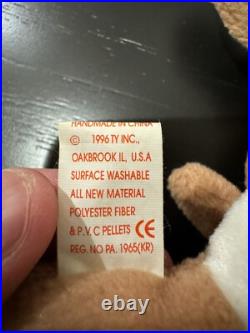 HANDMADE IN CHINA
© 1996 TY INC.,
OAKBROOK IL, U.S.A
SURFACE WASHABLE
ALL NEW MATERIAL
POLYESTER FIBER
& P.V.C PELLETS CE
REG. NO PA. 1965(KR)